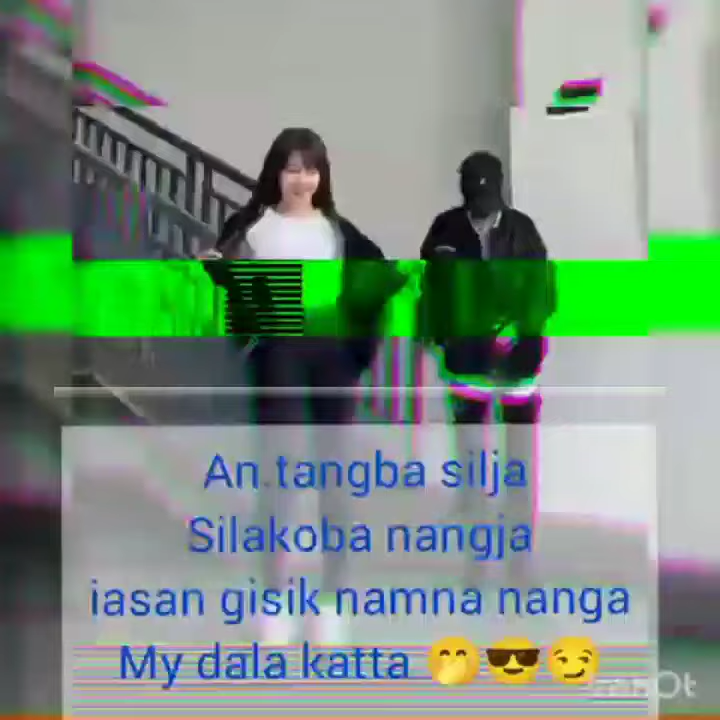 An.tangba silja
Silakoba nangja
iasan gisik namna nanga
My dala katta 🤭😎😏